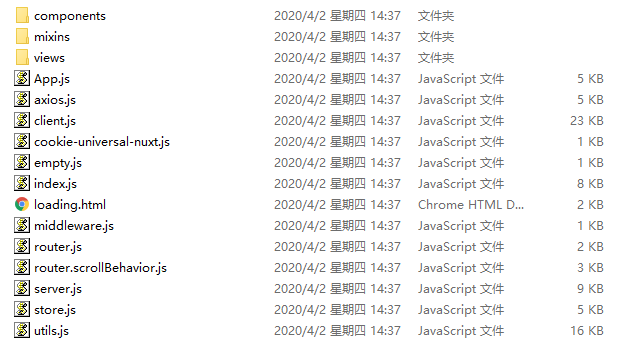 components 2020/4/2 星期四 14:37 文件夹
mixins 2020/4/2 星期四 14:37 文件夹
views 2020/4/2 星期四 14:37 文件夹
App.js 2020/4/2 星期四 14:37 JavaScript 文件 5 KB
axios.js 2020/4/2 星期四 14:37 JavaScript 文件 5 KB
client.js 2020/4/2 星期四 14:37 JavaScript 文件 23 KB
cookie-universal-nuxt.js 2020/4/2 星期四 14:37 JavaScript 文件 1 KB
empty.js 2020/4/2 星期四 14:37 JavaScript 文件 1 KB
index.js 2020/4/2 星期四 14:37 JavaScript 文件 8 KB
loading.html 2020/4/2 星期四 14:37 Chrome HTML D... 2 KB
middleware.js 2020/4/2 星期四 14:37 JavaScript 文件 1 KB
router.js 2020/4/2 星期四 14:37 JavaScript 文件 2 KB
router.scrollBehavior.js 2020/4/2 星期四 14:37 JavaScript 文件 3 KB
server.js 2020/4/2 星期四 14:37 JavaScript 文件 9 KB
store.js 2020/4/2 星期四 14:37 JavaScript 文件 5 KB
utils.js 2020/4/2 星期四 14:37 JavaScript 文件 16 KB